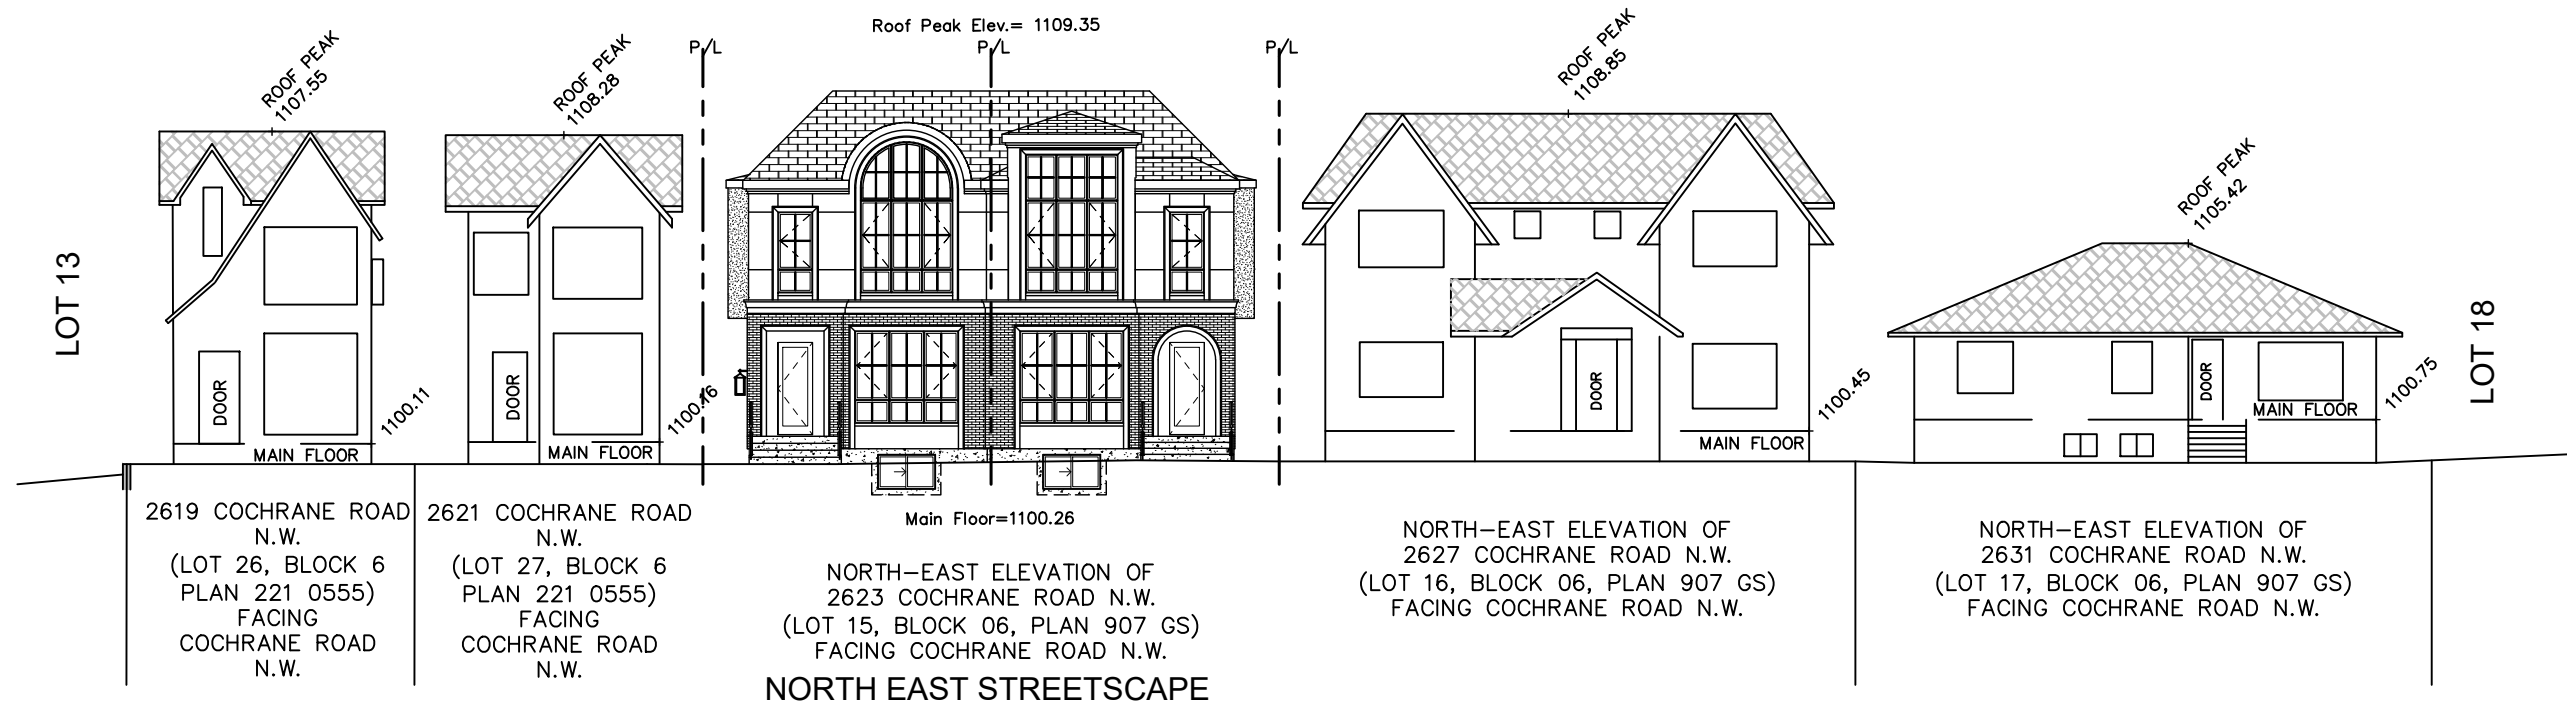 Roof Peak Elev.= 1109.35
P/L
P/L
P/L
ROOF PEAK
1107.55
ROOF PEAK
1108.28
ROOF PEAK
1108.85
ROOF PEAK
1105.42
LOT 13
LOT 18
DOOR
MAIN FLOOR
1100.11
DOOR
MAIN FLOOR
1100.16
DOOR
MAIN FLOOR
1100.45
DOOR
MAIN FLOOR
1100.75
2619 COCHRANE ROAD
N.W.
(LOT 26, BLOCK 6
PLAN 221 0555)
FACING
COCHRANE ROAD
N.W.
2621 COCHRANE ROAD
N.W.
(LOT 27, BLOCK 6
PLAN 221 0555)
FACING
COCHRANE ROAD
N.W.
Main Floor=1100.26
NORTH-EAST ELEVATION OF
2623 COCHRANE ROAD N.W.
(LOT 15, BLOCK 06, PLAN 907 GS)
FACING COCHRANE ROAD N.W.
NORTH-EAST ELEVATION OF
2627 COCHRANE ROAD N.W.
(LOT 16, BLOCK 06, PLAN 907 GS)
FACING COCHRANE ROAD N.W.
NORTH-EAST ELEVATION OF
2631 COCHRANE ROAD N.W.
(LOT 17, BLOCK 06, PLAN 907 GS)
FACING COCHRANE ROAD N.W.
NORTH EAST STREETSCAPE